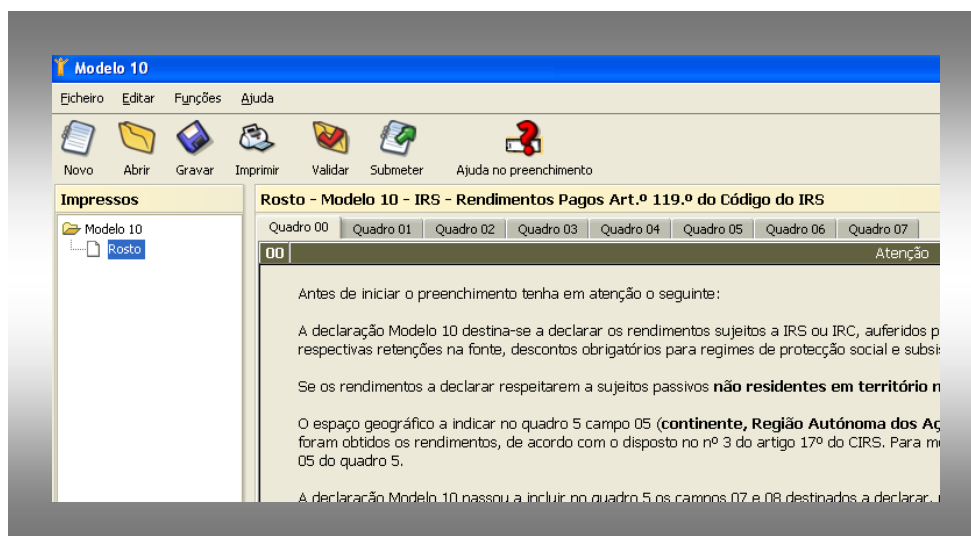 Modelo 10
Ficheiro Editar Funções Ajuda
Novo Abrir Gravar Imprimir Validar Submeter Ajuda no preenchimento
Impressos
Modelo 10
Rosto
Rosto - Modelo 10 - IRS - Rendimentos Pagos Art.º 119.º do Código do IRS
Quadro 00 Quadro 01 Quadro 02 Quadro 03 Quadro 04 Quadro 05 Quadro 06 Quadro 07
00 Atenção
Antes de iniciar o preenchimento tenha em atenção o seguinte:
A declaração Modelo 10 destina-se a declarar os rendimentos sujeitos a IRS ou IRC, auferidos p
respectivas retenções na fonte, descontos obrigatórios para regimes de protecção social e subsi
Se os rendimentos a declarar respeitarem a sujeitos passivos não residentes em território n
O espaço geográfico a indicar no quadro 5 campo 05 (continente, Região Autónoma dos Aç
foram obtidos os rendimentos, de acordo com o disposto no nº 3 do artigo 17º do CIRS. Para m
05 do quadro 5.
A declaração Modelo 10 passou a incluir no quadro 5 os campos 07 e 08 destinados a declarar,